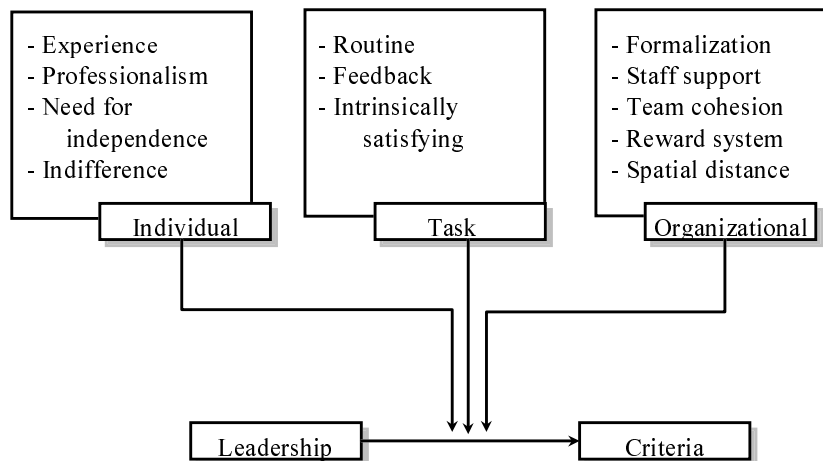 - Experience
- Professionalism
- Need for
independence
- Indifference
Individual
- Routine
- Feedback
- Intrinsically
satisfying
Task
- Formalization
- Staff support
- Team cohesion
- Reward system
- Spatial distance
Organizational
Leadership
Criteria